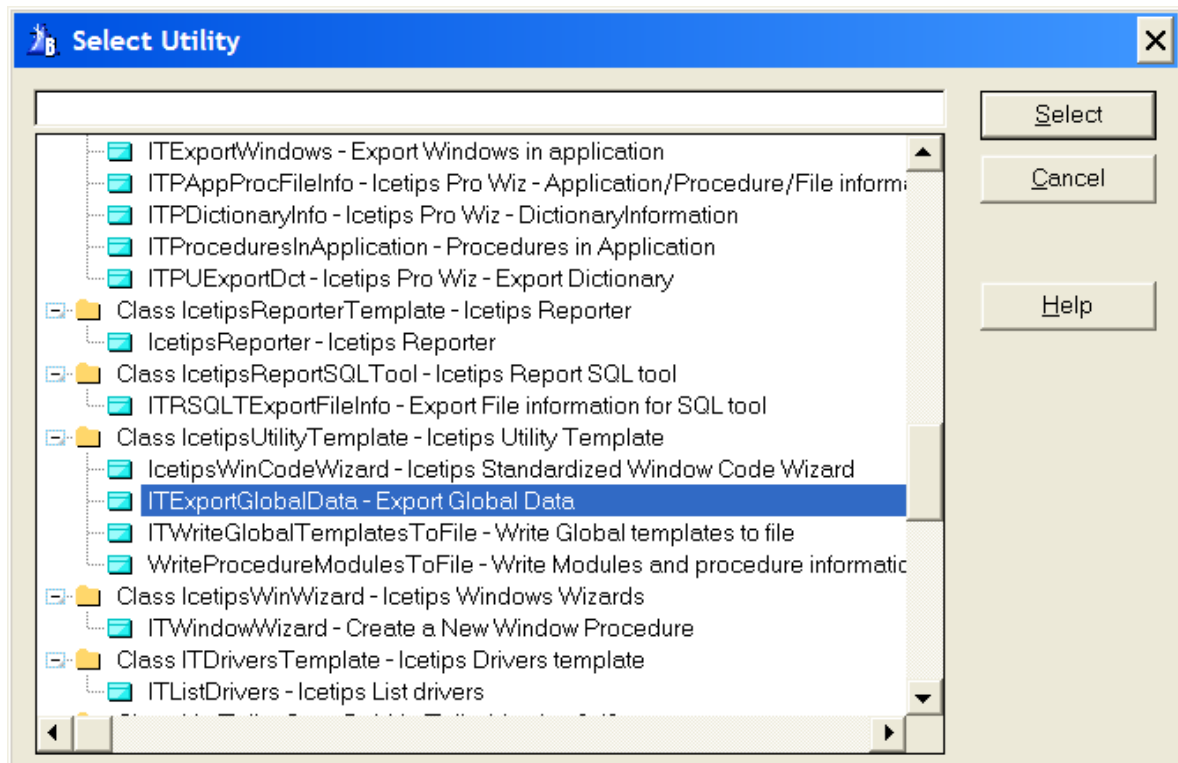 Select Utility
Select
ITExportWindows - Export Windows in application
ITPAppProcFileInfo - Icetips Pro Wiz - Application/Procedure/File
Cancel
ITPDictionaryInfo - Icetips Pro Wiz - DictionaryInformation
ITProceduresInApplication - Procedures in Application
ITPUExportDct - Icetips Pro Wiz - Export Dictionary
Class IcetipsReporterTemplate - Icetips Reporter
Help
IcetipsReporter - Icetips Reporter
Class IcetipsReportSQLTool - Icetips Report SQL tool
ITRSQLTExportFileInfo - Export File information for SQL tool
Class IcetipsUtilityTemplate - Icetips Utility Template
IcetipsWinCodeWizard - Icetips Standardized Window Code Wizard
ITExportGlobalData - Export Global Data
ITWriteGlobalTemplatesToFile - Write Global templates to file
WriteProcedureModulesToFile - Write Modules and procedure
Class IcetipsWinWizard - Icetips Windows Wizards
ITWindowWizard - Create a New Window Procedure
Class ITDriversTemplate - Icetips Drivers template
ITListDrivers - Icetips List drivers